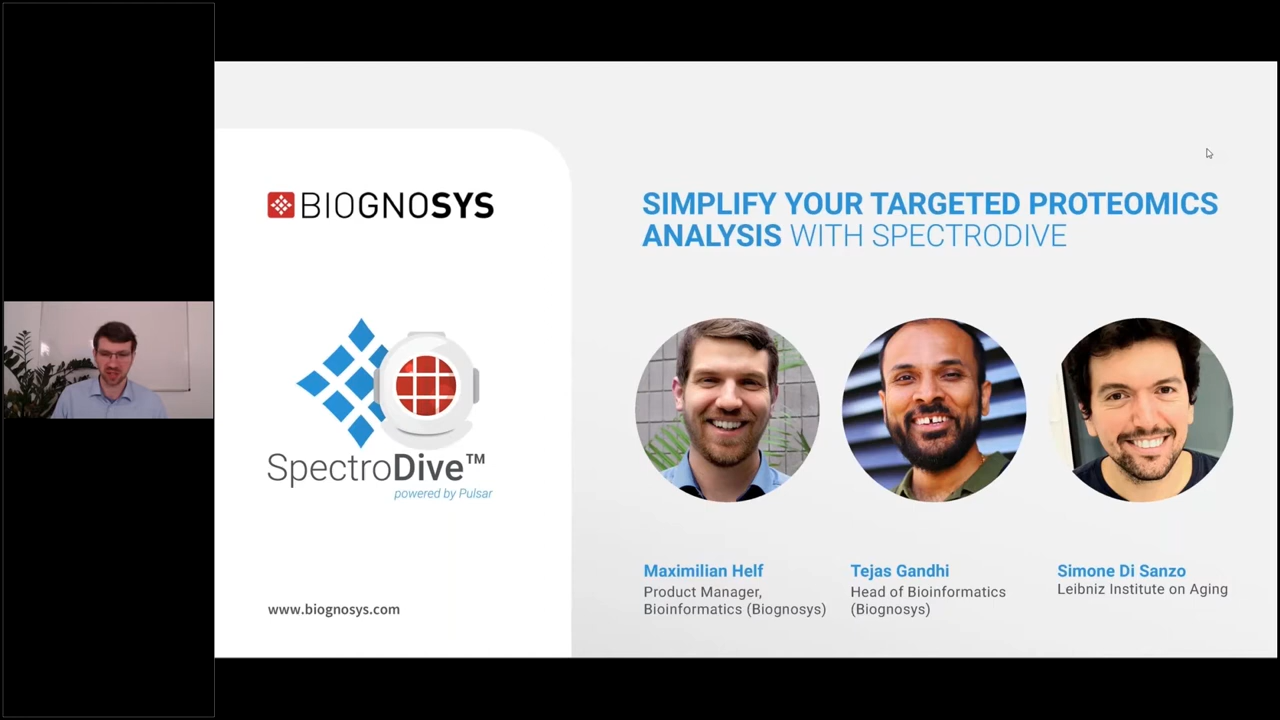 BIOGNOSYS
SIMPLIFY YOUR TARGETED PROTEOMICS
ANALYSIS WITH SPECTRODIVE
SpectroDive™
powered by Pulsar
Maximilian Helf
Product Manager,
Bioinformatics (Biognosys)
Tejas Gandhi
Head of Bioinformatics
(Biognosys)
Simone Di Sanzo
Leibniz Institute on Aging
www.biognosys.com